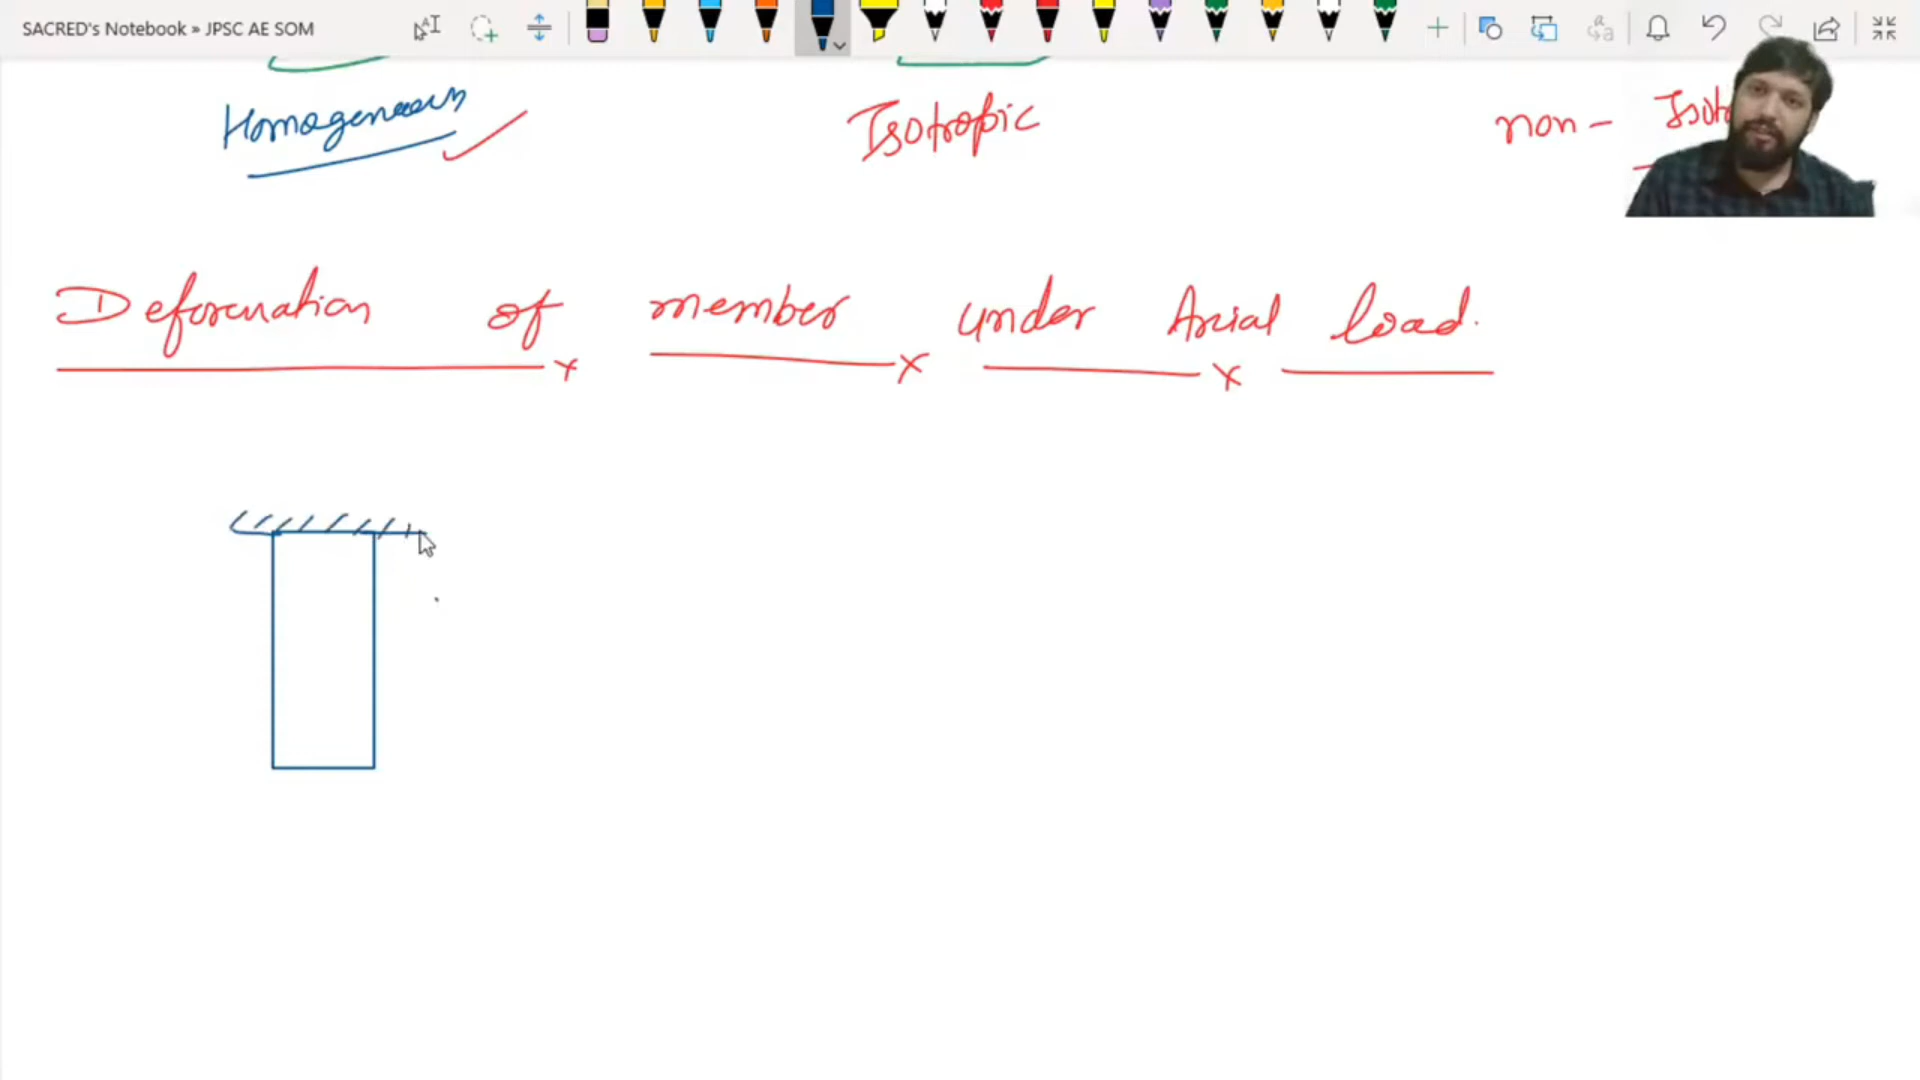 SACRED's Notebook » JPSC AE SOM
Homogeneous Isotropic non - Isot
Deformation of member under Axial load.